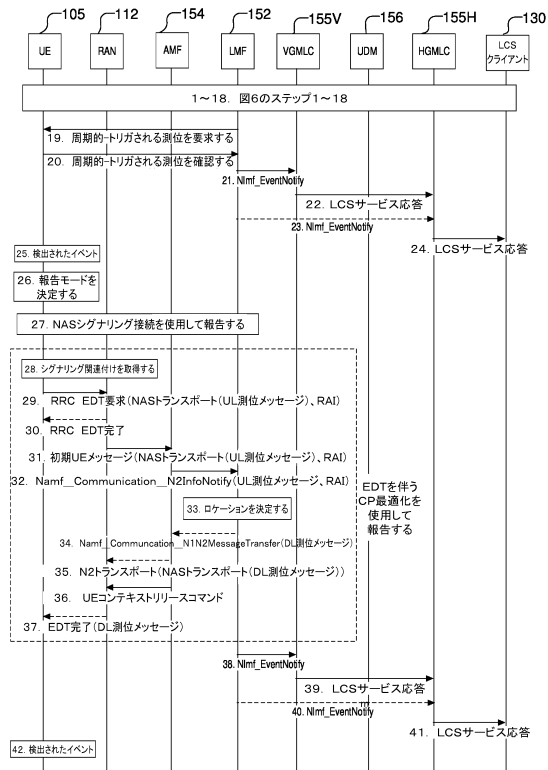 105
112
154
152
155V
156
155H
130
UE
RAN
AMF
LMF
VGMLC
UDM
HGMLC
LCS
クライアント
1～18. 図6のステップ1～18
19. 周期的-トリガされる測位を要求する
20. 周期的-トリガされる測位を確認する
21. Nlmf_EventNotify
22. LCSサービス応答
23. Nlmf_EventNotify
24. LCSサービス応答
25. 検出されたイベント
26. 報告モードを
決定する
27. NASシグナリング接続を使用して報告する
28. シグナリング関連付けを取得する
29. RRC EDT要求(NASトランスポート(UL測位メッセージ)、RAI)
30. RRC EDT完了
31. 初期UEメッセージ(NASトランスポート(UL測位メッセージ)、RAI)
32. Namf_Communication_N2InfoNotify(UL測位メッセージ、RAI)
33. ロケーションを決定する
EDTを伴う
CP最適化を
使用して
報告する
34. Namf_Communcation_N1N2MessageTransfer(DL測位メッセージ)
35. N2トランスポート(NASトランスポート(DL測位メッセージ))
36. UEコンテキストリリースコマンド
37. EDT完了(DL測位メッセージ)
38. Nlmf_EventNotify
39. LCSサービス応答
40. Nlmf_EventNotify
41. LCSサービス応答
42. 検出されたイベント